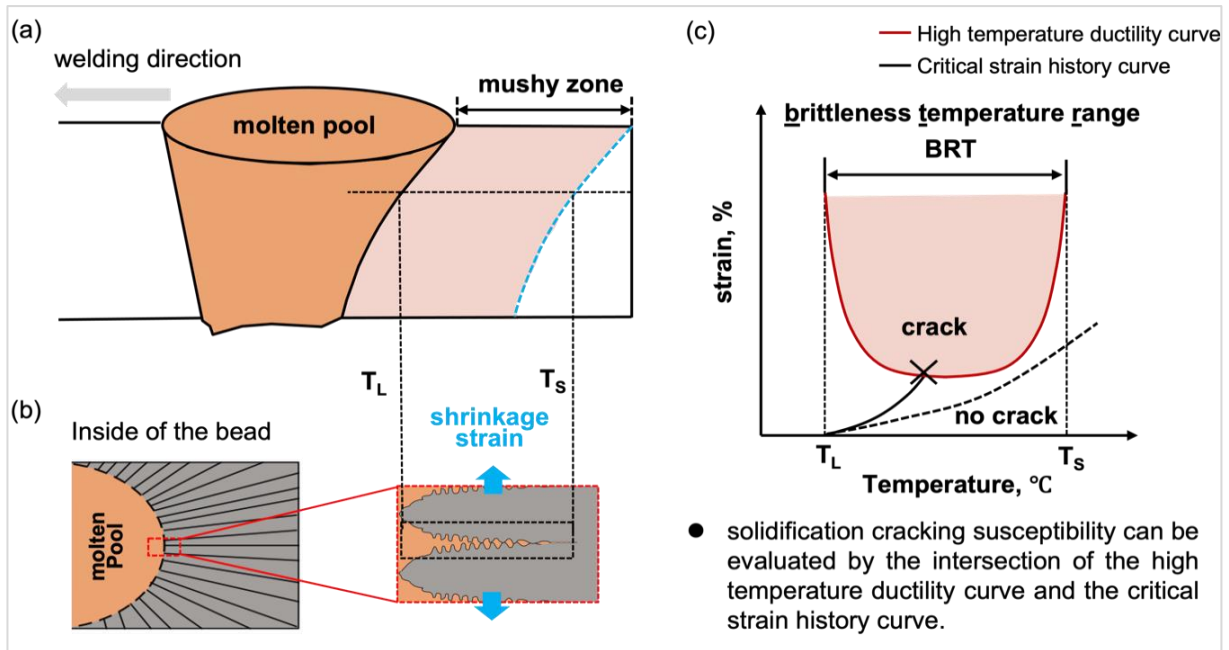 (a)
welding direction
molten pool
mushy zone
T_L
T_S
(b)
Inside of the bead
molten
Pool
shrinkage
strain
(c)
High temperature ductility curve
Critical strain history curve
brittleness temperature range
BRT
strain, %
crack
no crack
T_L
T_S
Temperature, ℃
● solidification cracking susceptibility can be
evaluated by the intersection of the high
temperature ductility curve and the critical
strain history curve.